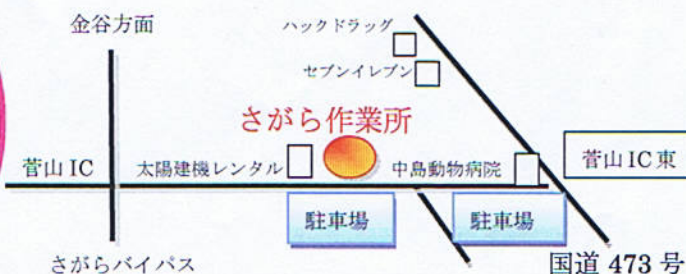 金谷方面
ハックドラッグ
セブンイレブン
さがら作業所
菅山IC
太陽建機レンタル
中島動物病院
菅山IC東
駐車場
駐車場
さがらバイパス
国道473号